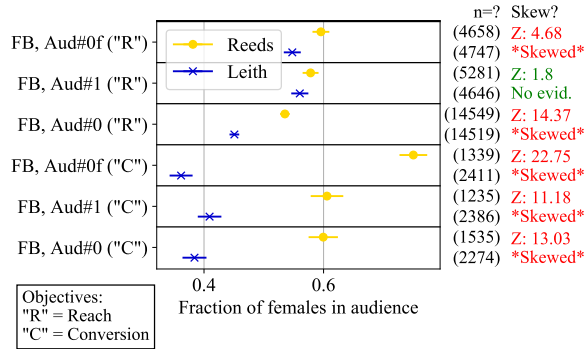 n=? Skew?
FB, Aud#0f ("R") (4658) Z: 4.68
(4747) *Skewed*
Reeds
Leith
FB, Aud#1 ("R") (5281) Z: 1.8
(4646) No evid.
FB, Aud#0 ("R") (14549) Z: 14.37
(14519) *Skewed*
FB, Aud#0f ("C") (1339) Z: 22.75
(2411) *Skewed*
FB, Aud#1 ("C") (1235) Z: 11.18
(2386) *Skewed*
FB, Aud#0 ("C") (1535) Z: 13.03
(2274) *Skewed*
0.4 0.6
Fraction of females in audience
Objectives:
"R" = Reach
"C" = Conversion